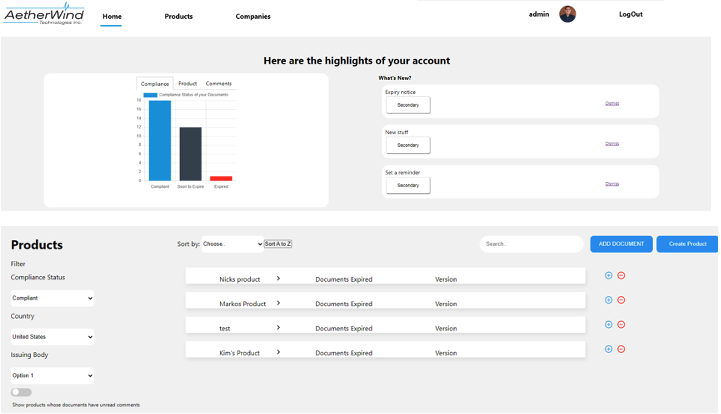 AetherWind
Technologies Inc.
Home
Products
Companies
admin
LogOut
Here are the highlights of your account
Compliance
Product
Comments
Compliance Status of your Documents
18
16
14
12
10
8
6
4
2
0
Compliant
Soon to Expire
Expired
What's New?
Expiry notice
Secondary
Dismiss
New stuff
Secondary
Dismiss
Set a reminder
Secondary
Dismiss
Products
Sort by: Choose.. Sort A to Z
Search..
ADD DOCUMENT
Create Product
Filter
Compliance Status
Compliant
Country
United States
Issuing Body
Option 1
Show products whose documents have unread comments
Nicks product > Documents Expired Version
Markos Product > Documents Expired Version
test > Documents Expired Version
Kim's Product > Documents Expired Version